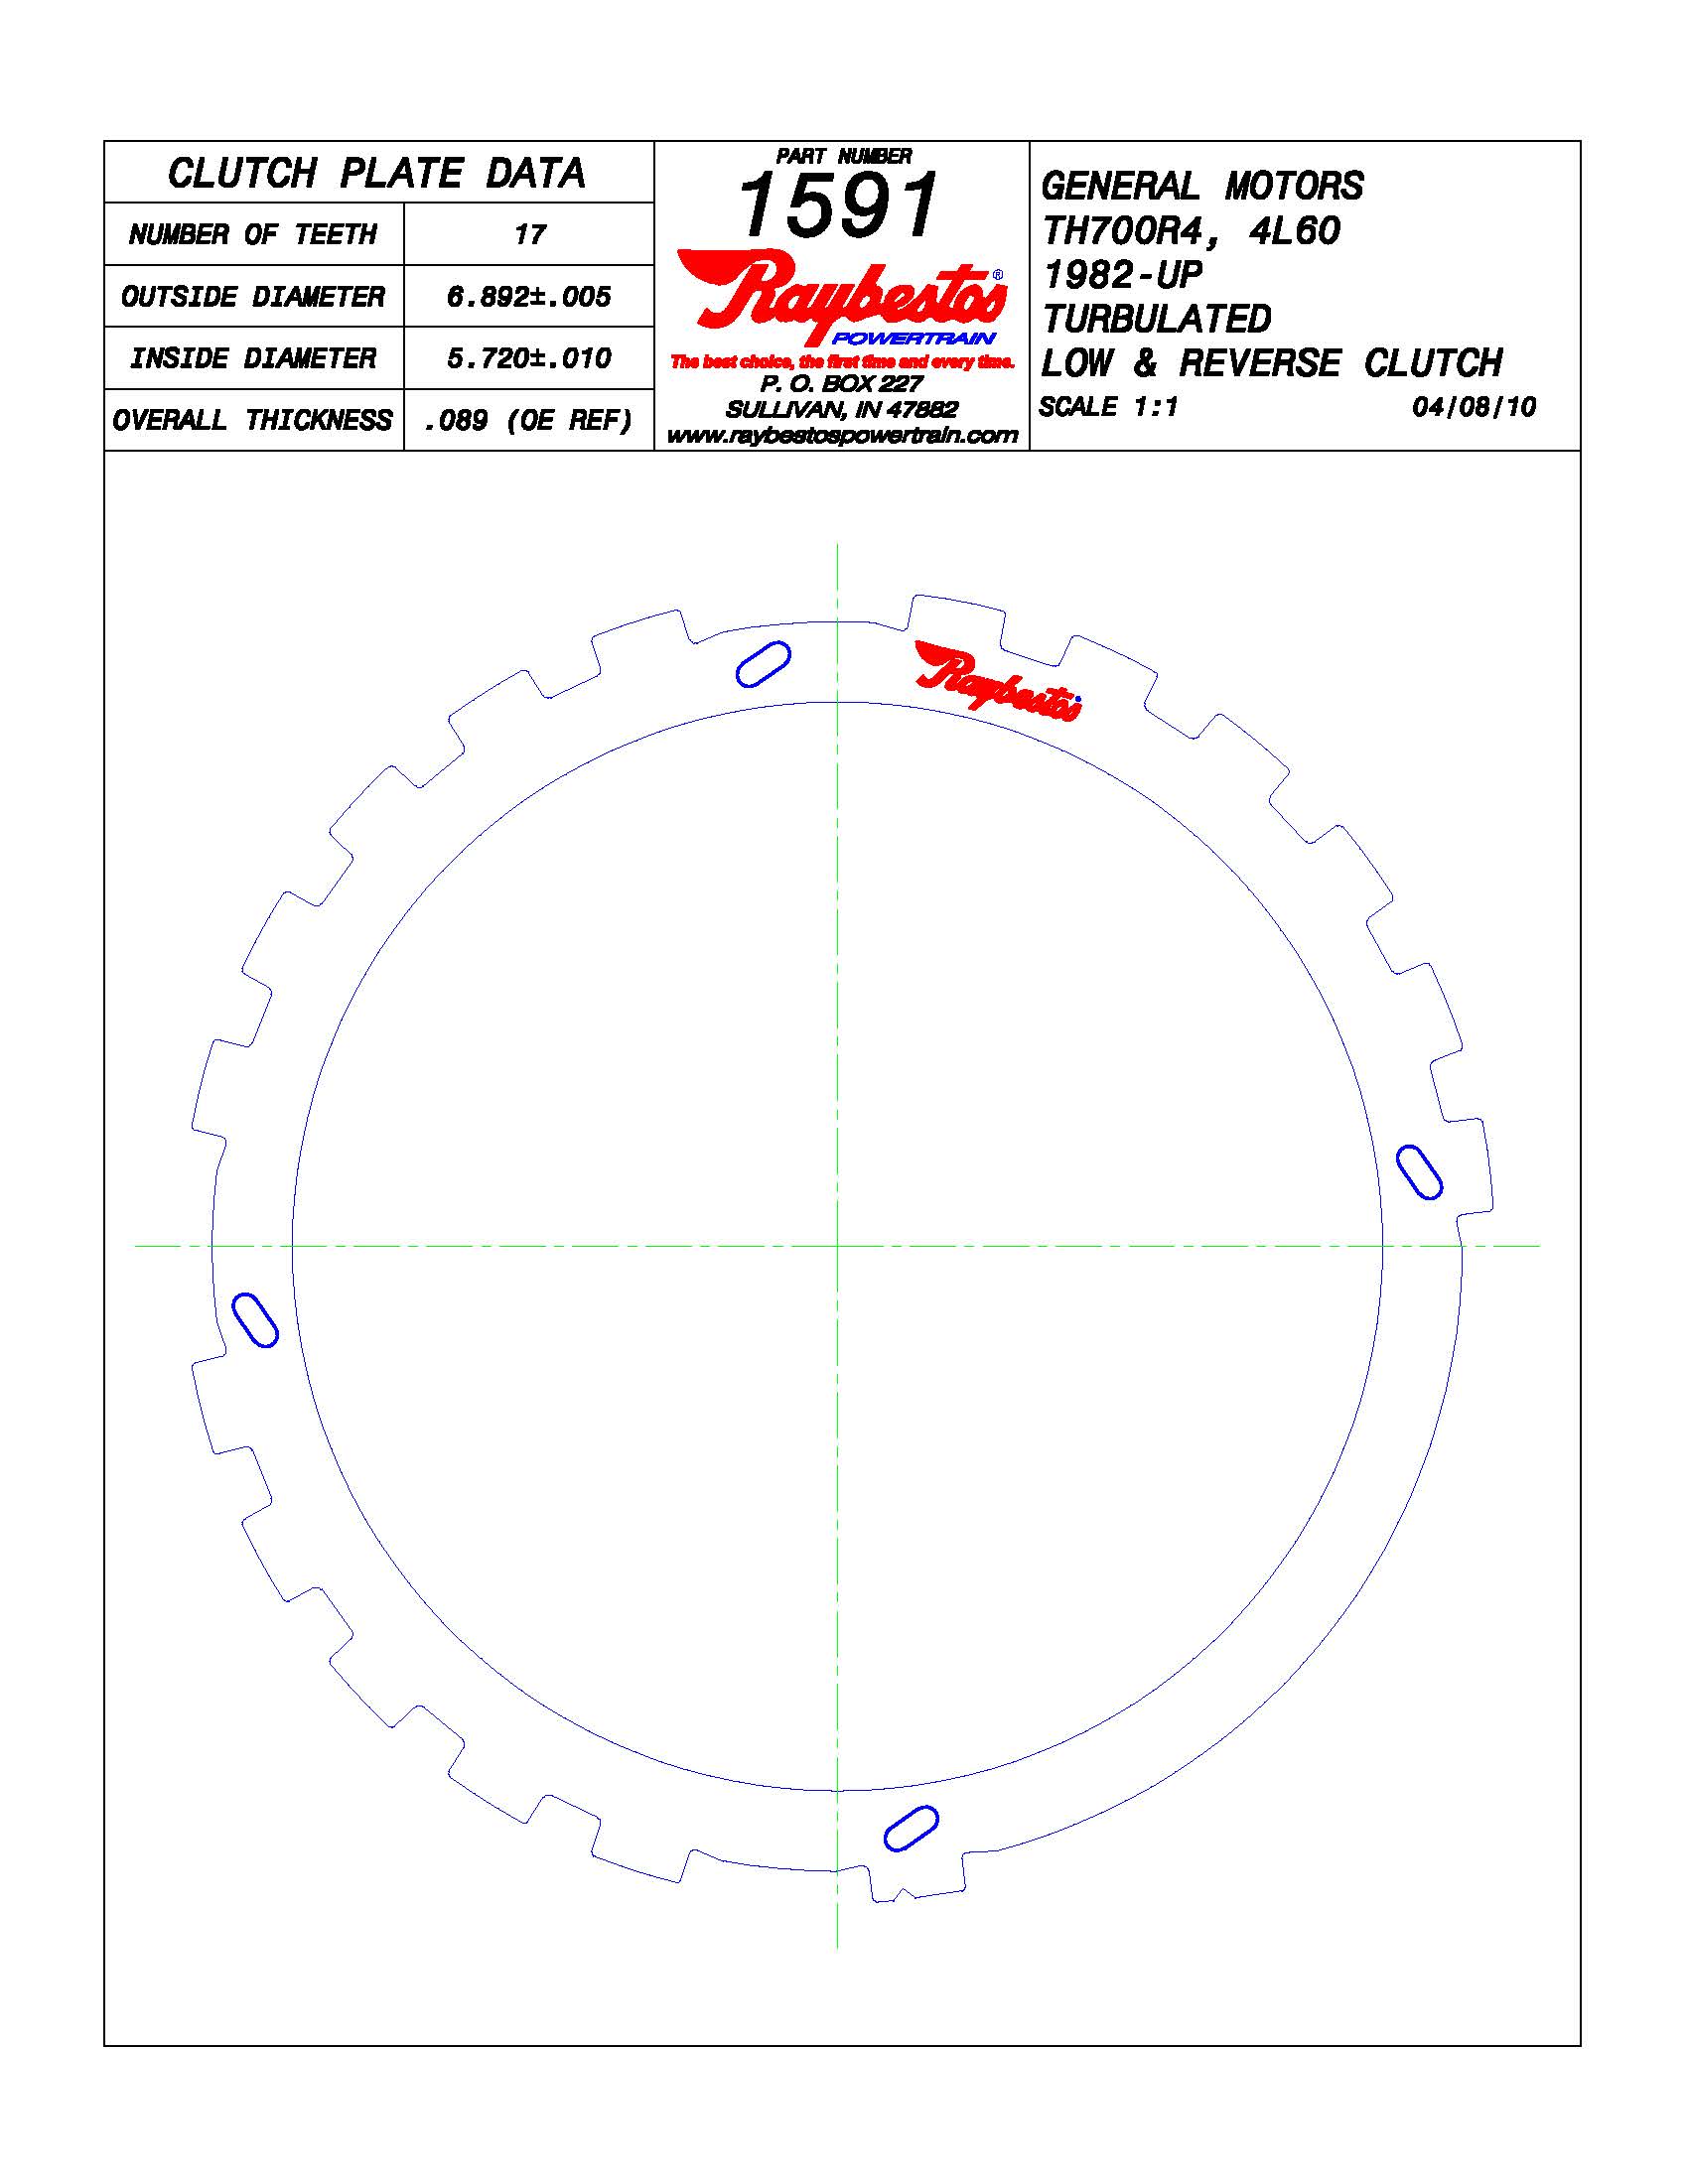 CLUTCH PLATE DATA
NUMBER OF TEETH 17
OUTSIDE DIAMETER 6.892±.005
INSIDE DIAMETER 5.720±.010
OVERALL THICKNESS .089 (OE REF)
PART NUMBER
1591
Raybestos®
POWERTRAIN
The best choice, the first time and every time.
P. O. BOX 227
SULLIVAN, IN 47882
www.raybestospowertrain.com
GENERAL MOTORS
TH700R4, 4L60
1982-UP
TURBULATED
LOW & REVERSE CLUTCH
SCALE 1:1 04/08/10
Raybestos